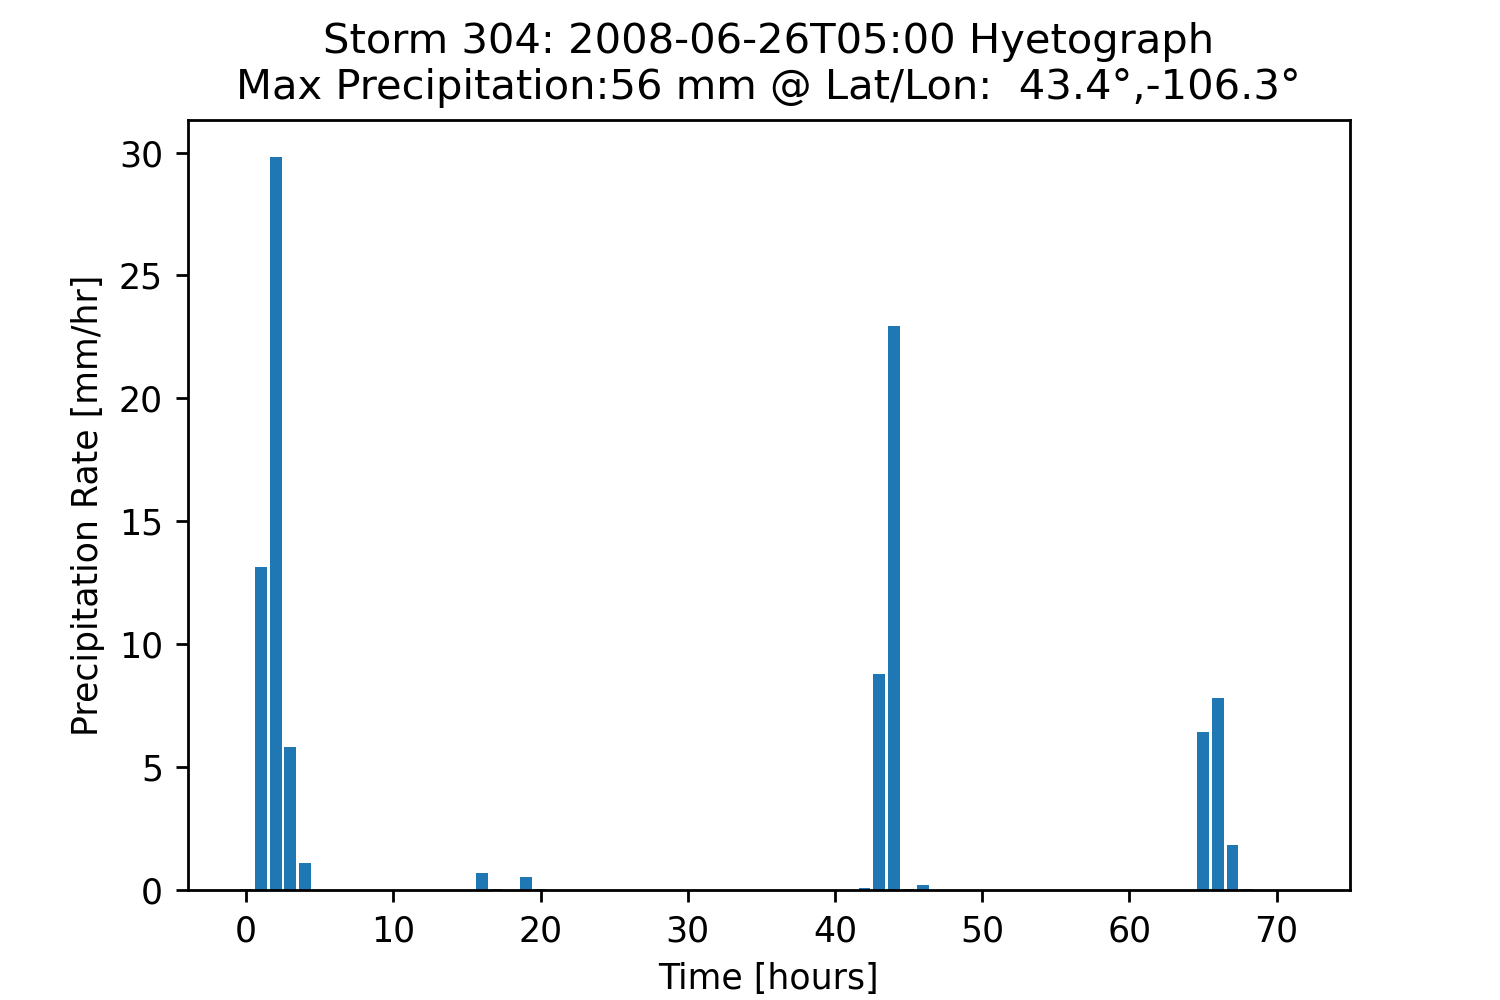 Storm 304: 2008-06-26T05:00 Hyetograph
Max Precipitation:56 mm @ Lat/Lon:  43.4°,-106.3°
Precipitation Rate [mm/hr]
30
25
20
15
10
5
0
0 10 20 30 40 50 60 70
Time [hours]